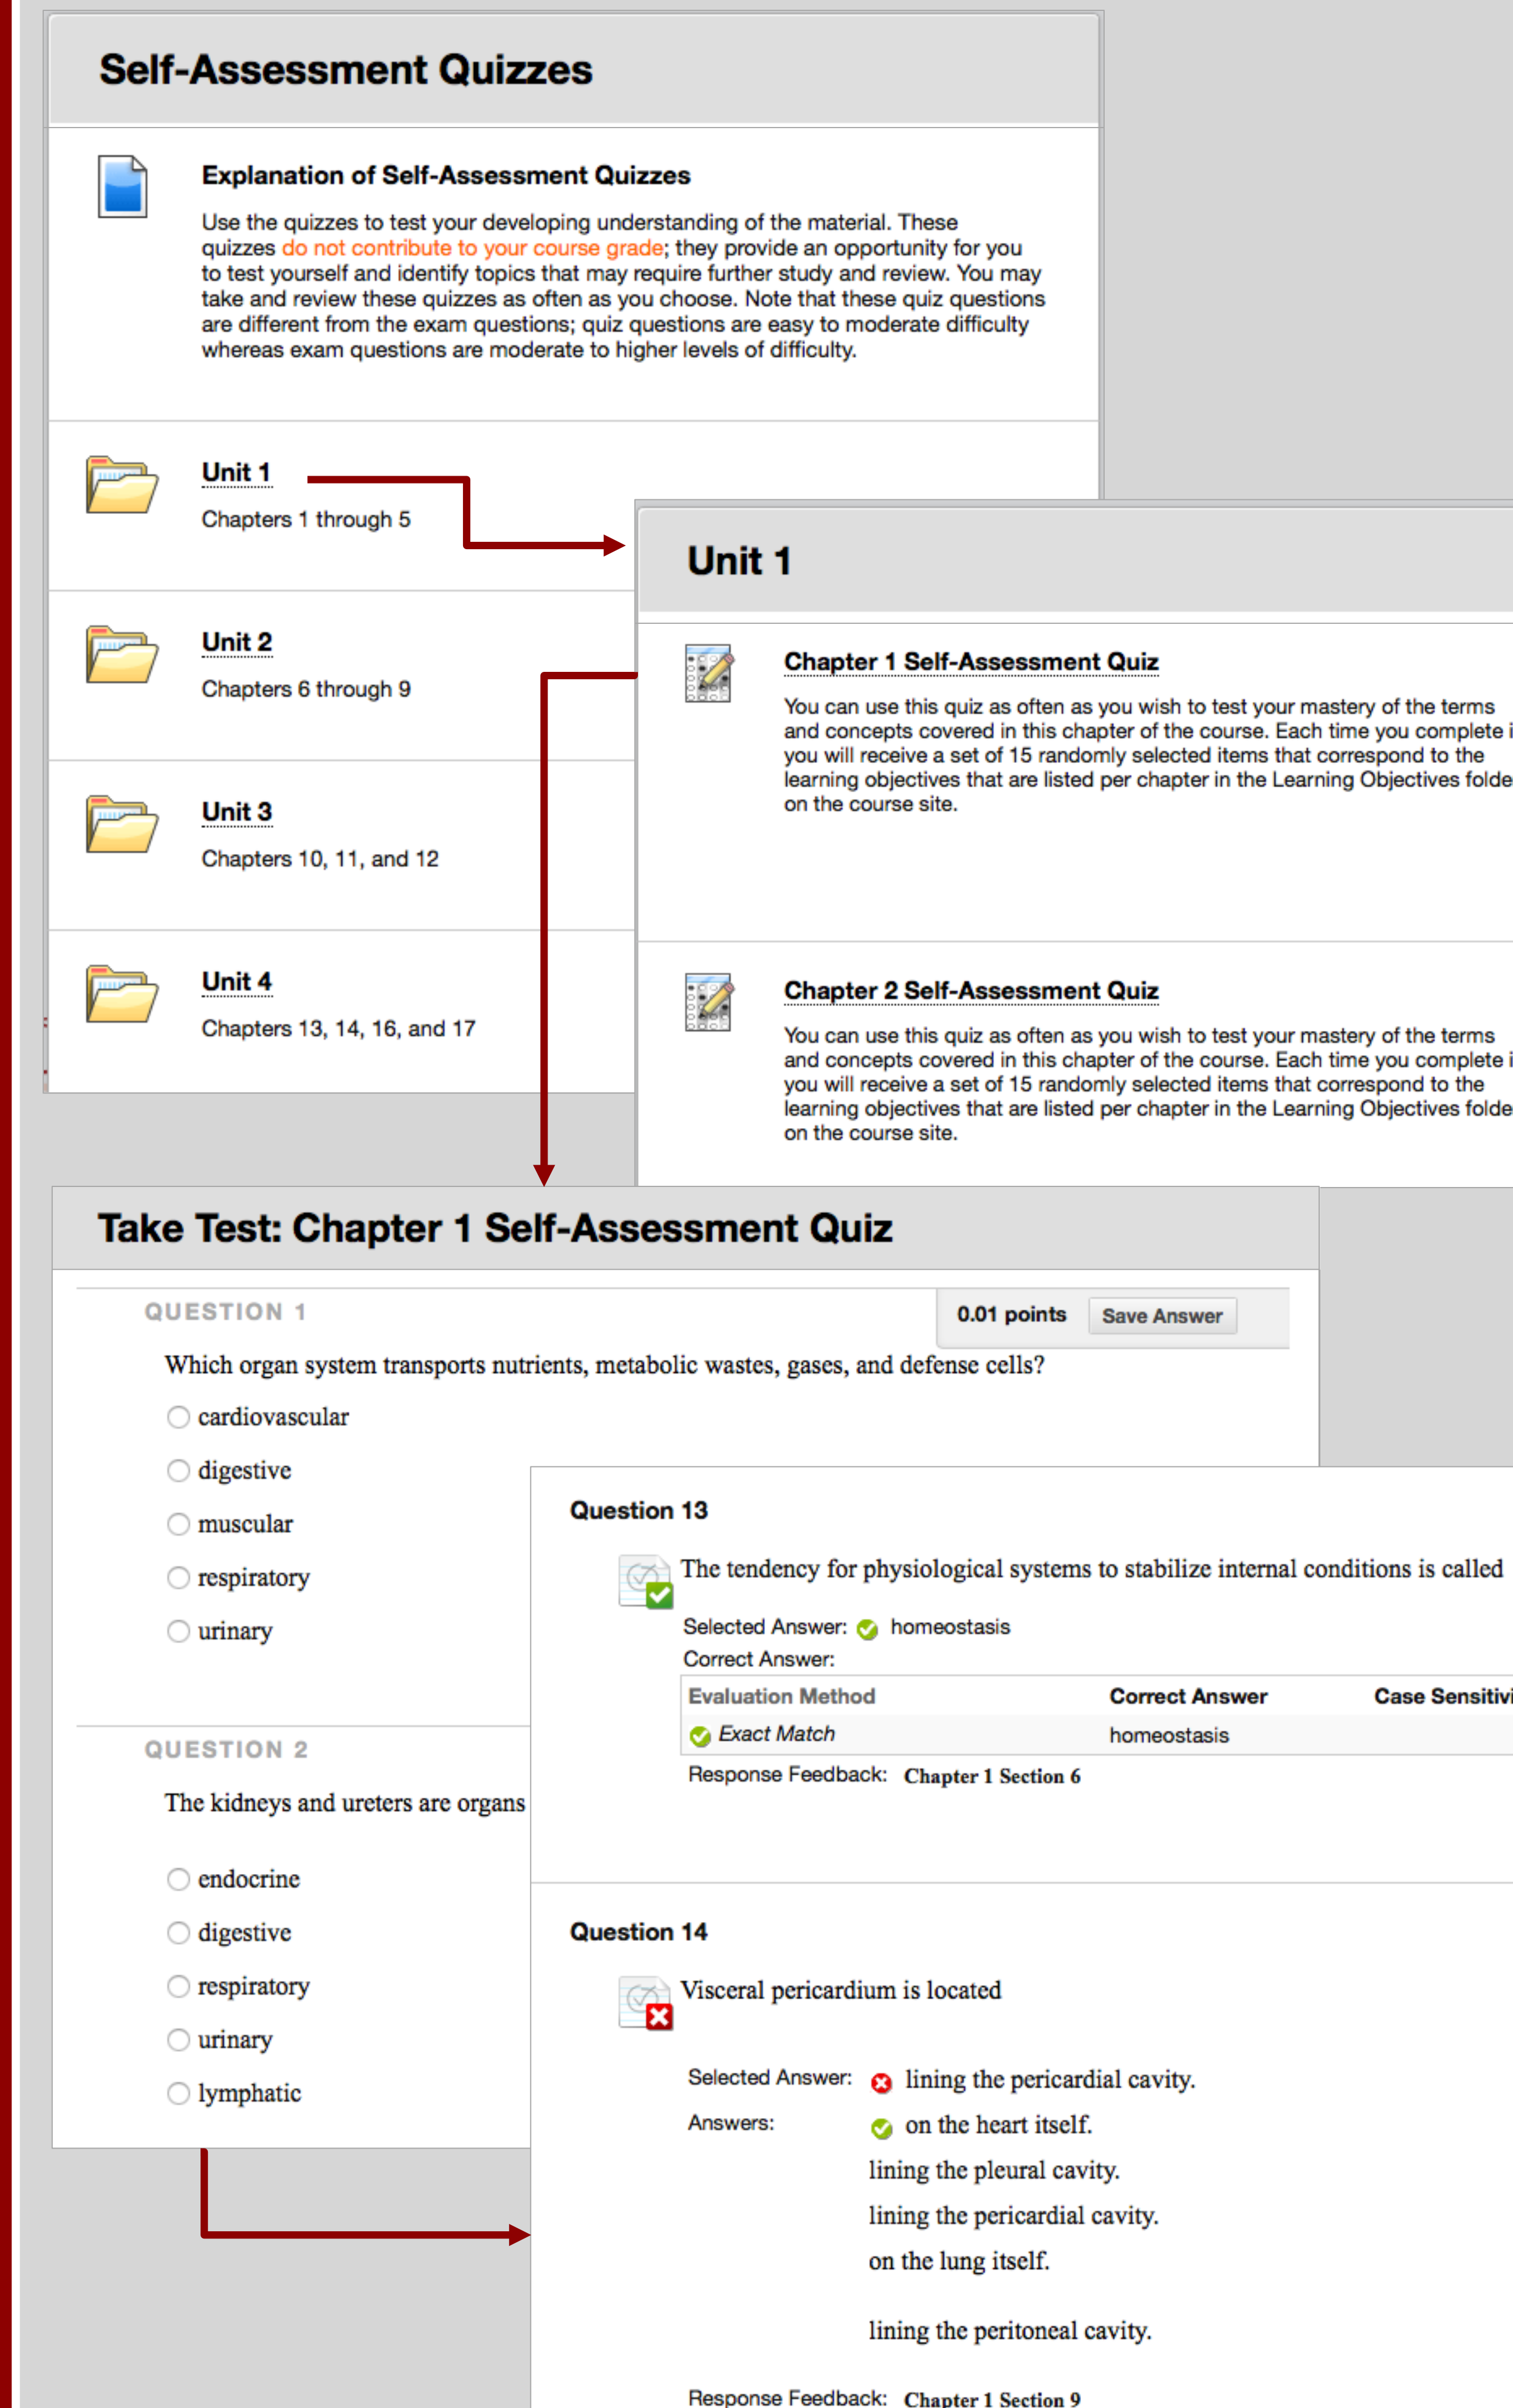 Self-Assessment Quizzes
Explanation of Self-Assessment Quizzes
Use the quizzes to test your developing understanding of the material. These
quizzes do not contribute to your course grade; they provide an opportunity for you
to test yourself and identify topics that may require further study and review. You may
take and review these quizzes as often as you choose. Note that these quiz questions
are different from the exam questions; quiz questions are easy to moderate difficulty
whereas exam questions are moderate to higher levels of difficulty.
Unit 1
Chapters 1 through 5
Unit 2
Chapters 6 through 9
Unit 3
Chapters 10, 11, and 12
Unit 4
Chapters 13, 14, 16, and 17
Unit 1
Chapter 1 Self-Assessment Quiz
You can use this quiz as often as you wish to test your mastery of the terms
and concepts covered in this chapter of the course. Each time you complete
you will receive a set of 15 randomly selected items that correspond to the
learning objectives that are listed per chapter in the Learning Objectives
on the course site.
Chapter 2 Self-Assessment Quiz
You can use this quiz as often as you wish to test your mastery of the terms
and concepts covered in this chapter of the course. Each time you complete
you will receive a set of 15 randomly selected items that correspond to the
learning objectives that are listed per chapter in the Learning Objectives
on the course site.
Take Test: Chapter 1 Self-Assessment Quiz
QUESTION 1
0.01 points Save Answer
Which organ system transports nutrients, metabolic wastes, gases, and defense cells?
cardiovascular
digestive
muscular
respiratory
urinary
QUESTION 2
The kidneys and ureters are organs
endocrine
digestive
respiratory
urinary
lymphatic
Question 13
The tendency for physiological systems to stabilize internal conditions is called
Selected Answer: homeostasis
Correct Answer:
Evaluation Method Correct Answer Case
Exact Match homeostasis
Response Feedback: Chapter 1 Section 6
Question 14
Visceral pericardium is located
Selected Answer: lining the pericardial cavity.
Answers: on the heart itself.
lining the pleural cavity.
lining the pericardial cavity.
on the lung itself.
lining the peritoneal cavity.
Response Feedback: Chapter 1 Section 9